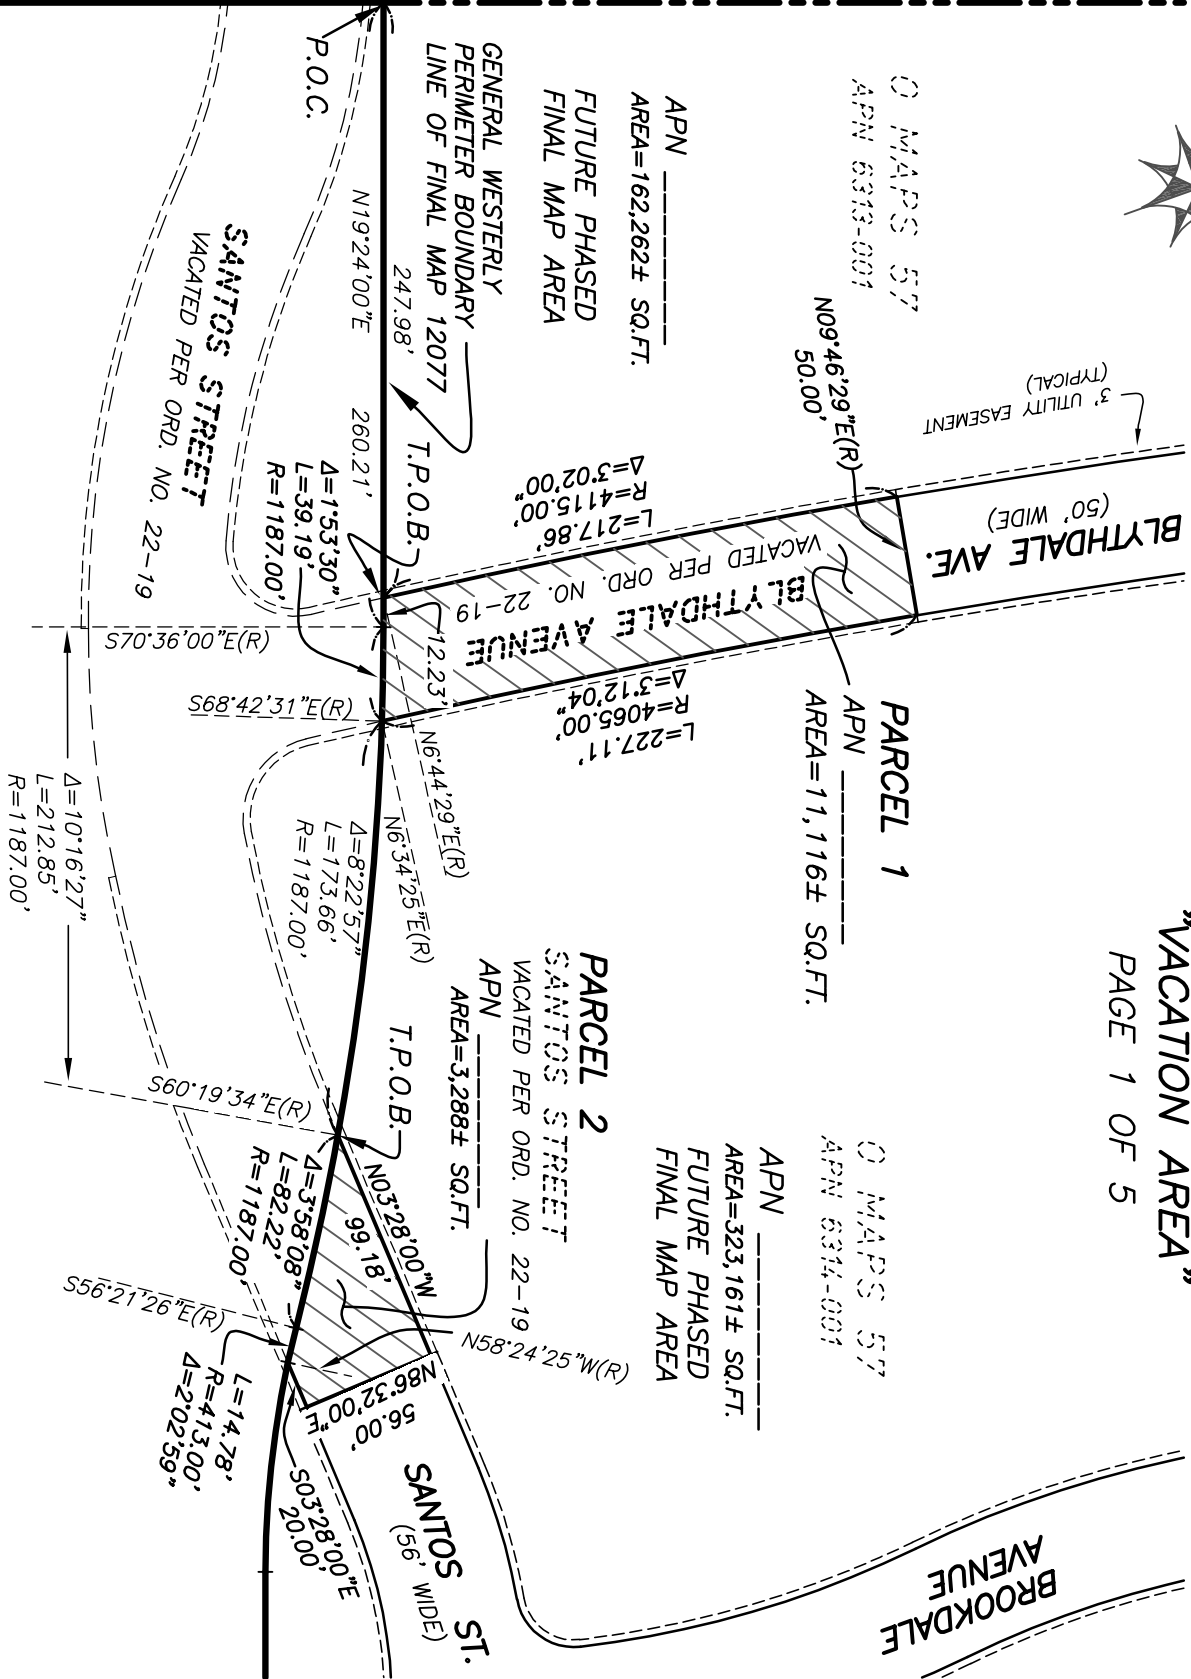 "VACATION AREA"
PAGE 1 OF 5
O MAPS 57
APN 6313-001
3' UTILITY EASEMENT
(TYPICAL)
BLYTHDALE AVE.
(50' WIDE)
N09°46'29"E(R)
50.00'
APN
AREA=162,262± SQ.FT.
FUTURE PHASED
FINAL MAP AREA
GENERAL WESTERLY
PERIMETER BOUNDARY
LINE OF FINAL MAP 12077
P.O.C.
N19°24'00"E
247.98'
260.21'
T.P.O.B.
Δ=1°53'30"
L=39.19'
R=1187.00'
SANTOS STREET
VACATED PER ORD. NO. 22-19
L=217.86'
R=4115.00'
Δ=3°02'00"
BLYTHDALE AVENUE
VACATED PER ORD. NO. 22-19
L=227.11'
R=4065.00'
Δ=3°12'04"
12.23'
PARCEL 1
APN
AREA=11,116± SQ.FT.
S70°36'00"E(R)
S68°42'31"E(R)
N6°44'29"E(R)
N6°34'25"E(R)
Δ=8°22'57"
L=173.66'
R=1187.00'
Δ=10°16'27"
L=212.85'
R=1187.00'
PARCEL 2
SANTOS STREET
VACATED PER ORD. NO. 22-19
APN
AREA=3,288± SQ.FT.
O MAPS 57
APN 6314-001
APN
AREA=323,161± SQ.FT.
FUTURE PHASED
FINAL MAP AREA
T.P.O.B.
S60°19'34"E(R)
N03°28'00"W
99.18'
Δ=3°58'08"
L=82.22'
R=1187.00'
S56°21'26"E(R)
N58°24'25"W(R)
L=14.78'
R=413.00'
Δ=2°02'59"
N86°32'00"E
56.00'
S03°28'00"E
20.00'
SANTOS ST.
(56' WIDE)
BROOKDALE
AVENUE